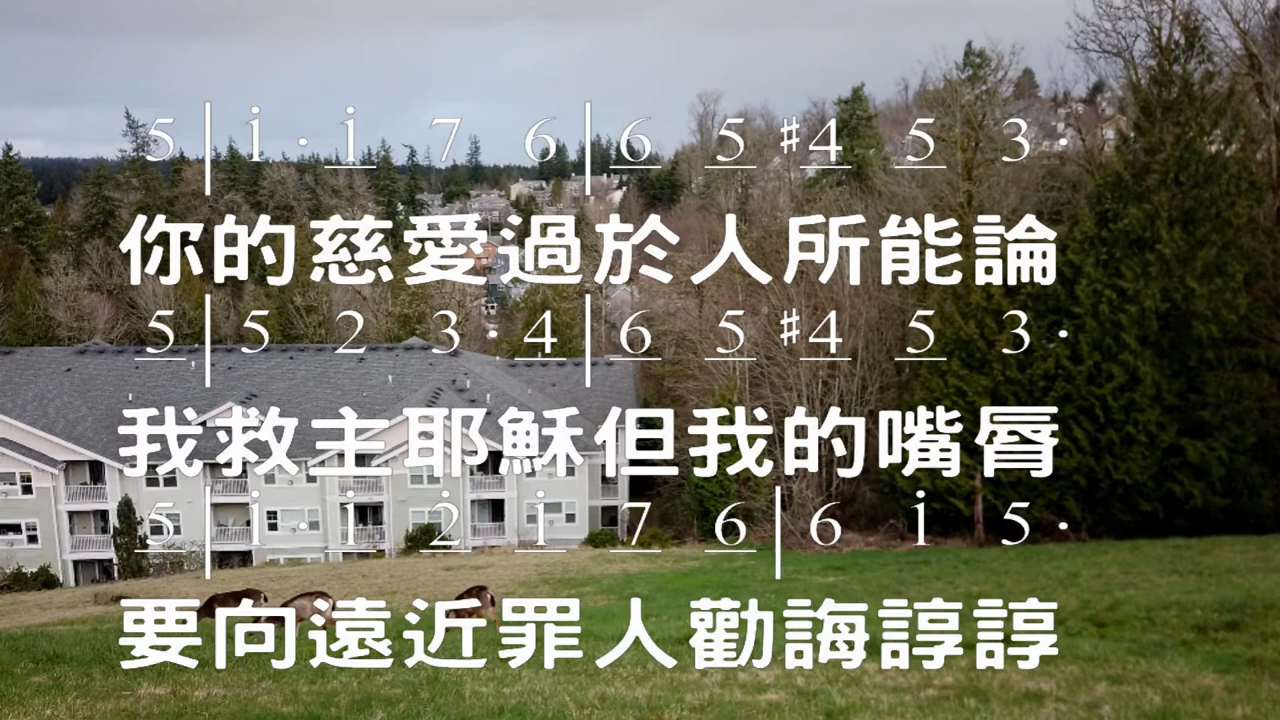 5 | i̇ · i̇ 7 6 | 6 5 ♯4 5 3 ·
你的慈愛過於人所能論
5 | 5 2 3 · 4 | 6 5 ♯4 5 3 ·
我救主耶穌但我的嘴唇
5 | i̇ · i̇ 2̇ i̇ 7 6 | 6 i̇ 5 ·
要向遠近罪人勸誨諄諄